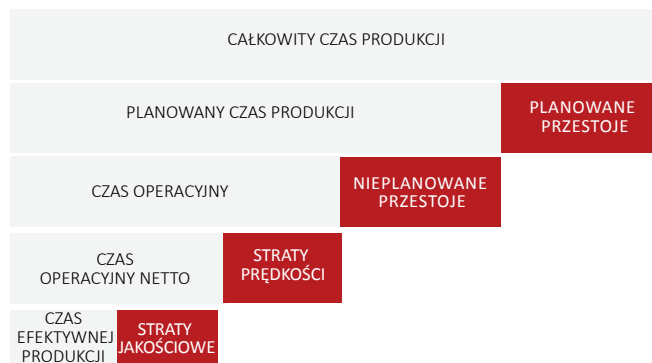 CAŁKOWITY CZAS PRODUKCJI
PLANOWANY CZAS PRODUKCJI
PLANOWANE
PRZESTOJE
CZAS OPERACYJNY
NIEPLANOWANE
PRZESTOJE
CZAS
OPERACYJNY NETTO
STRATY
PRĘDKOŚCI
CZAS
EFEKTYWNEJ
PRODUKCJI
STRATY
JAKOŚCIOWE